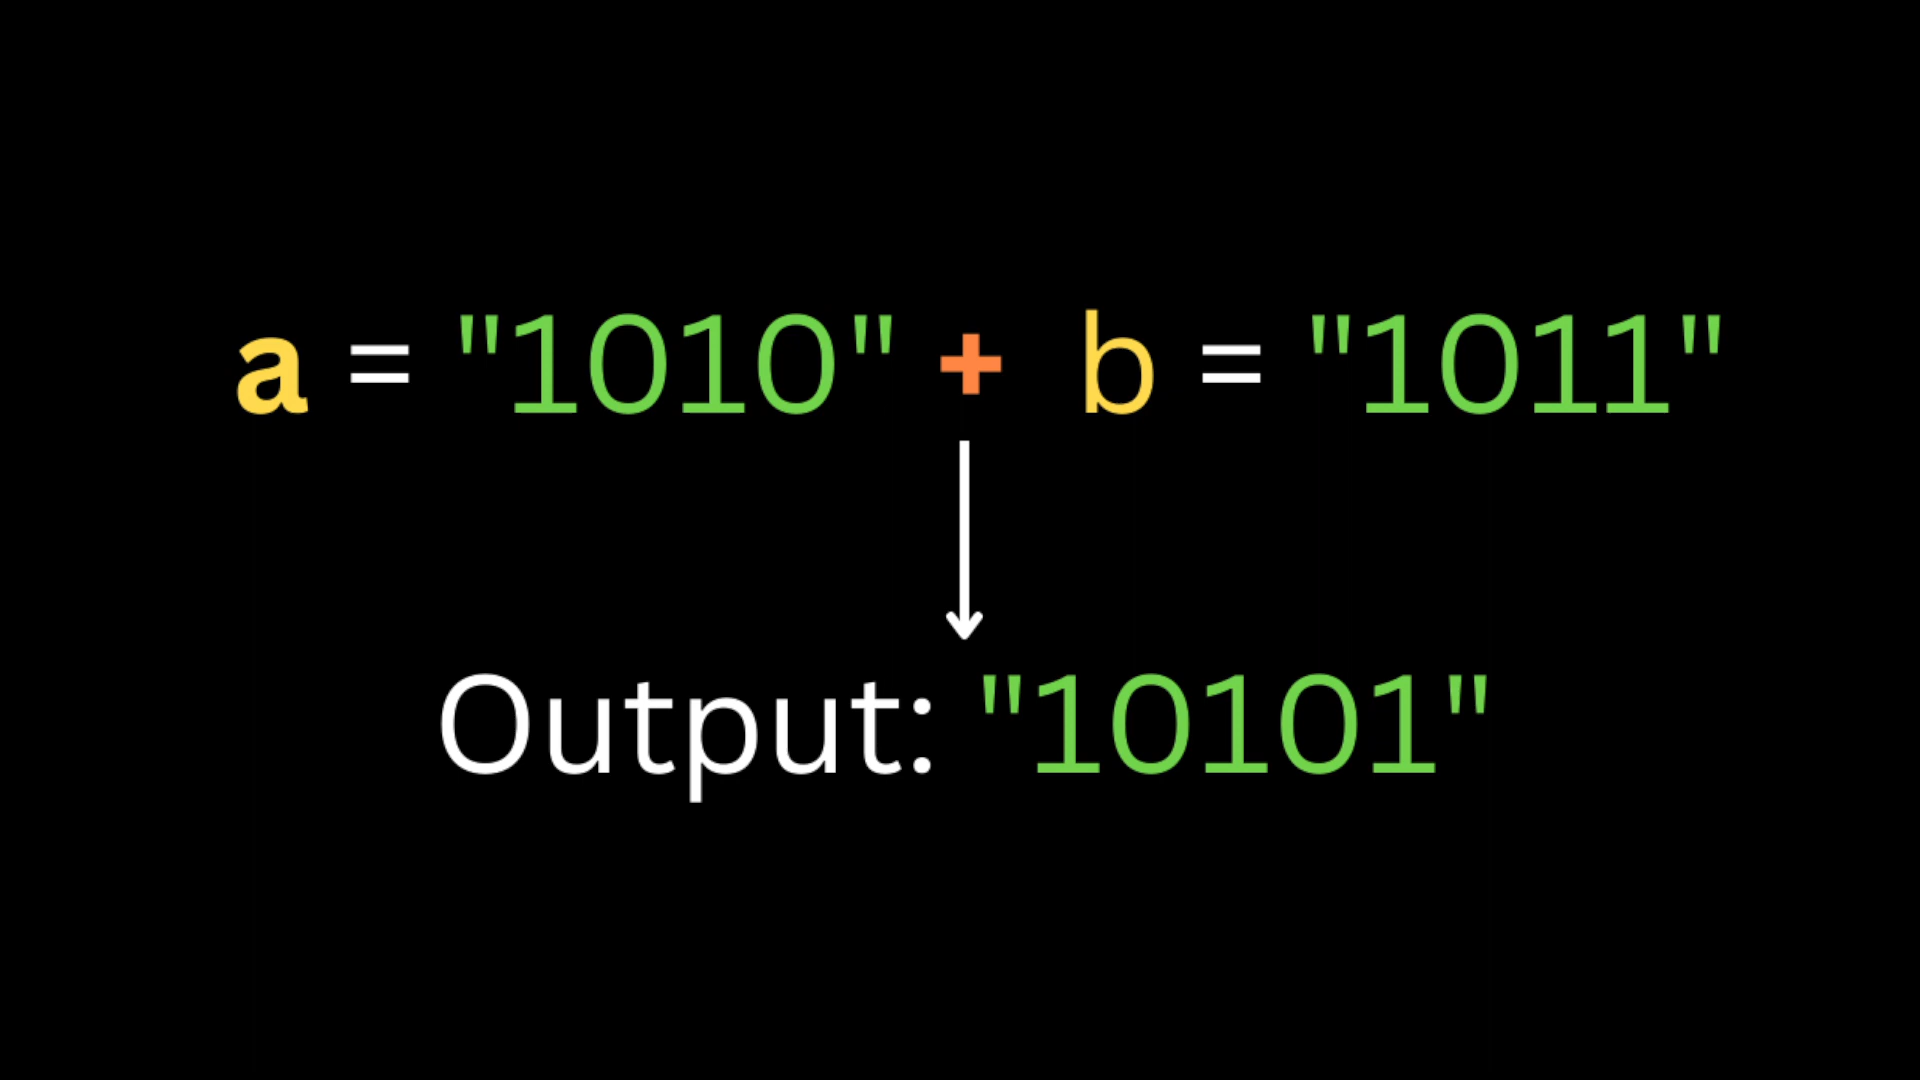 a = "1010" + b = "1011"
Output: "10101"